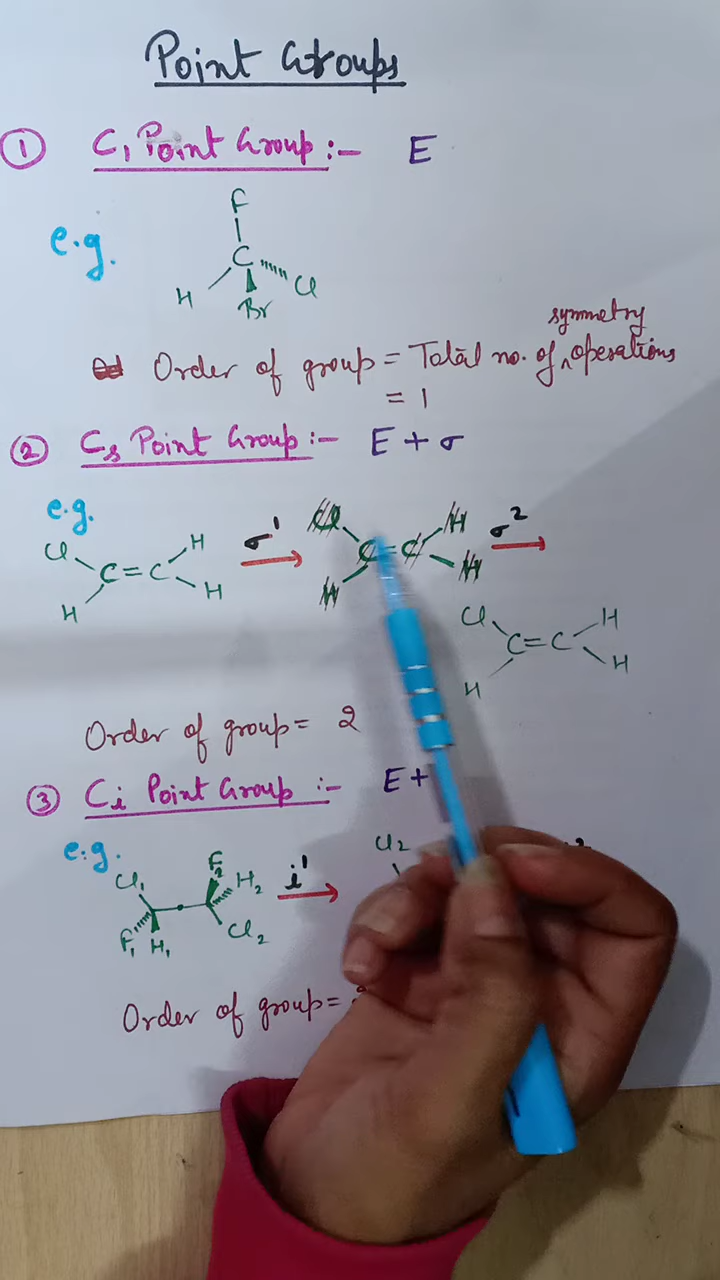 Point Groups
① C₁ Point Group :- E
e.g.
F
C
H Br Cl
symmetry
Order of group = Total no. of ‸ operations
= 1
② Cs Point Group :- E + σ
e.g.
Cl H
C = C
H H
σ¹
Cl H
C = C
H H
σ²
Cl H
C = C
H H
Order of group = 2
③ Ci Point Group :- E +
e.g.
Cl₁ F₂ H₂
F₁ H₁ Cl₂
i¹
Cl₂
Order of group =